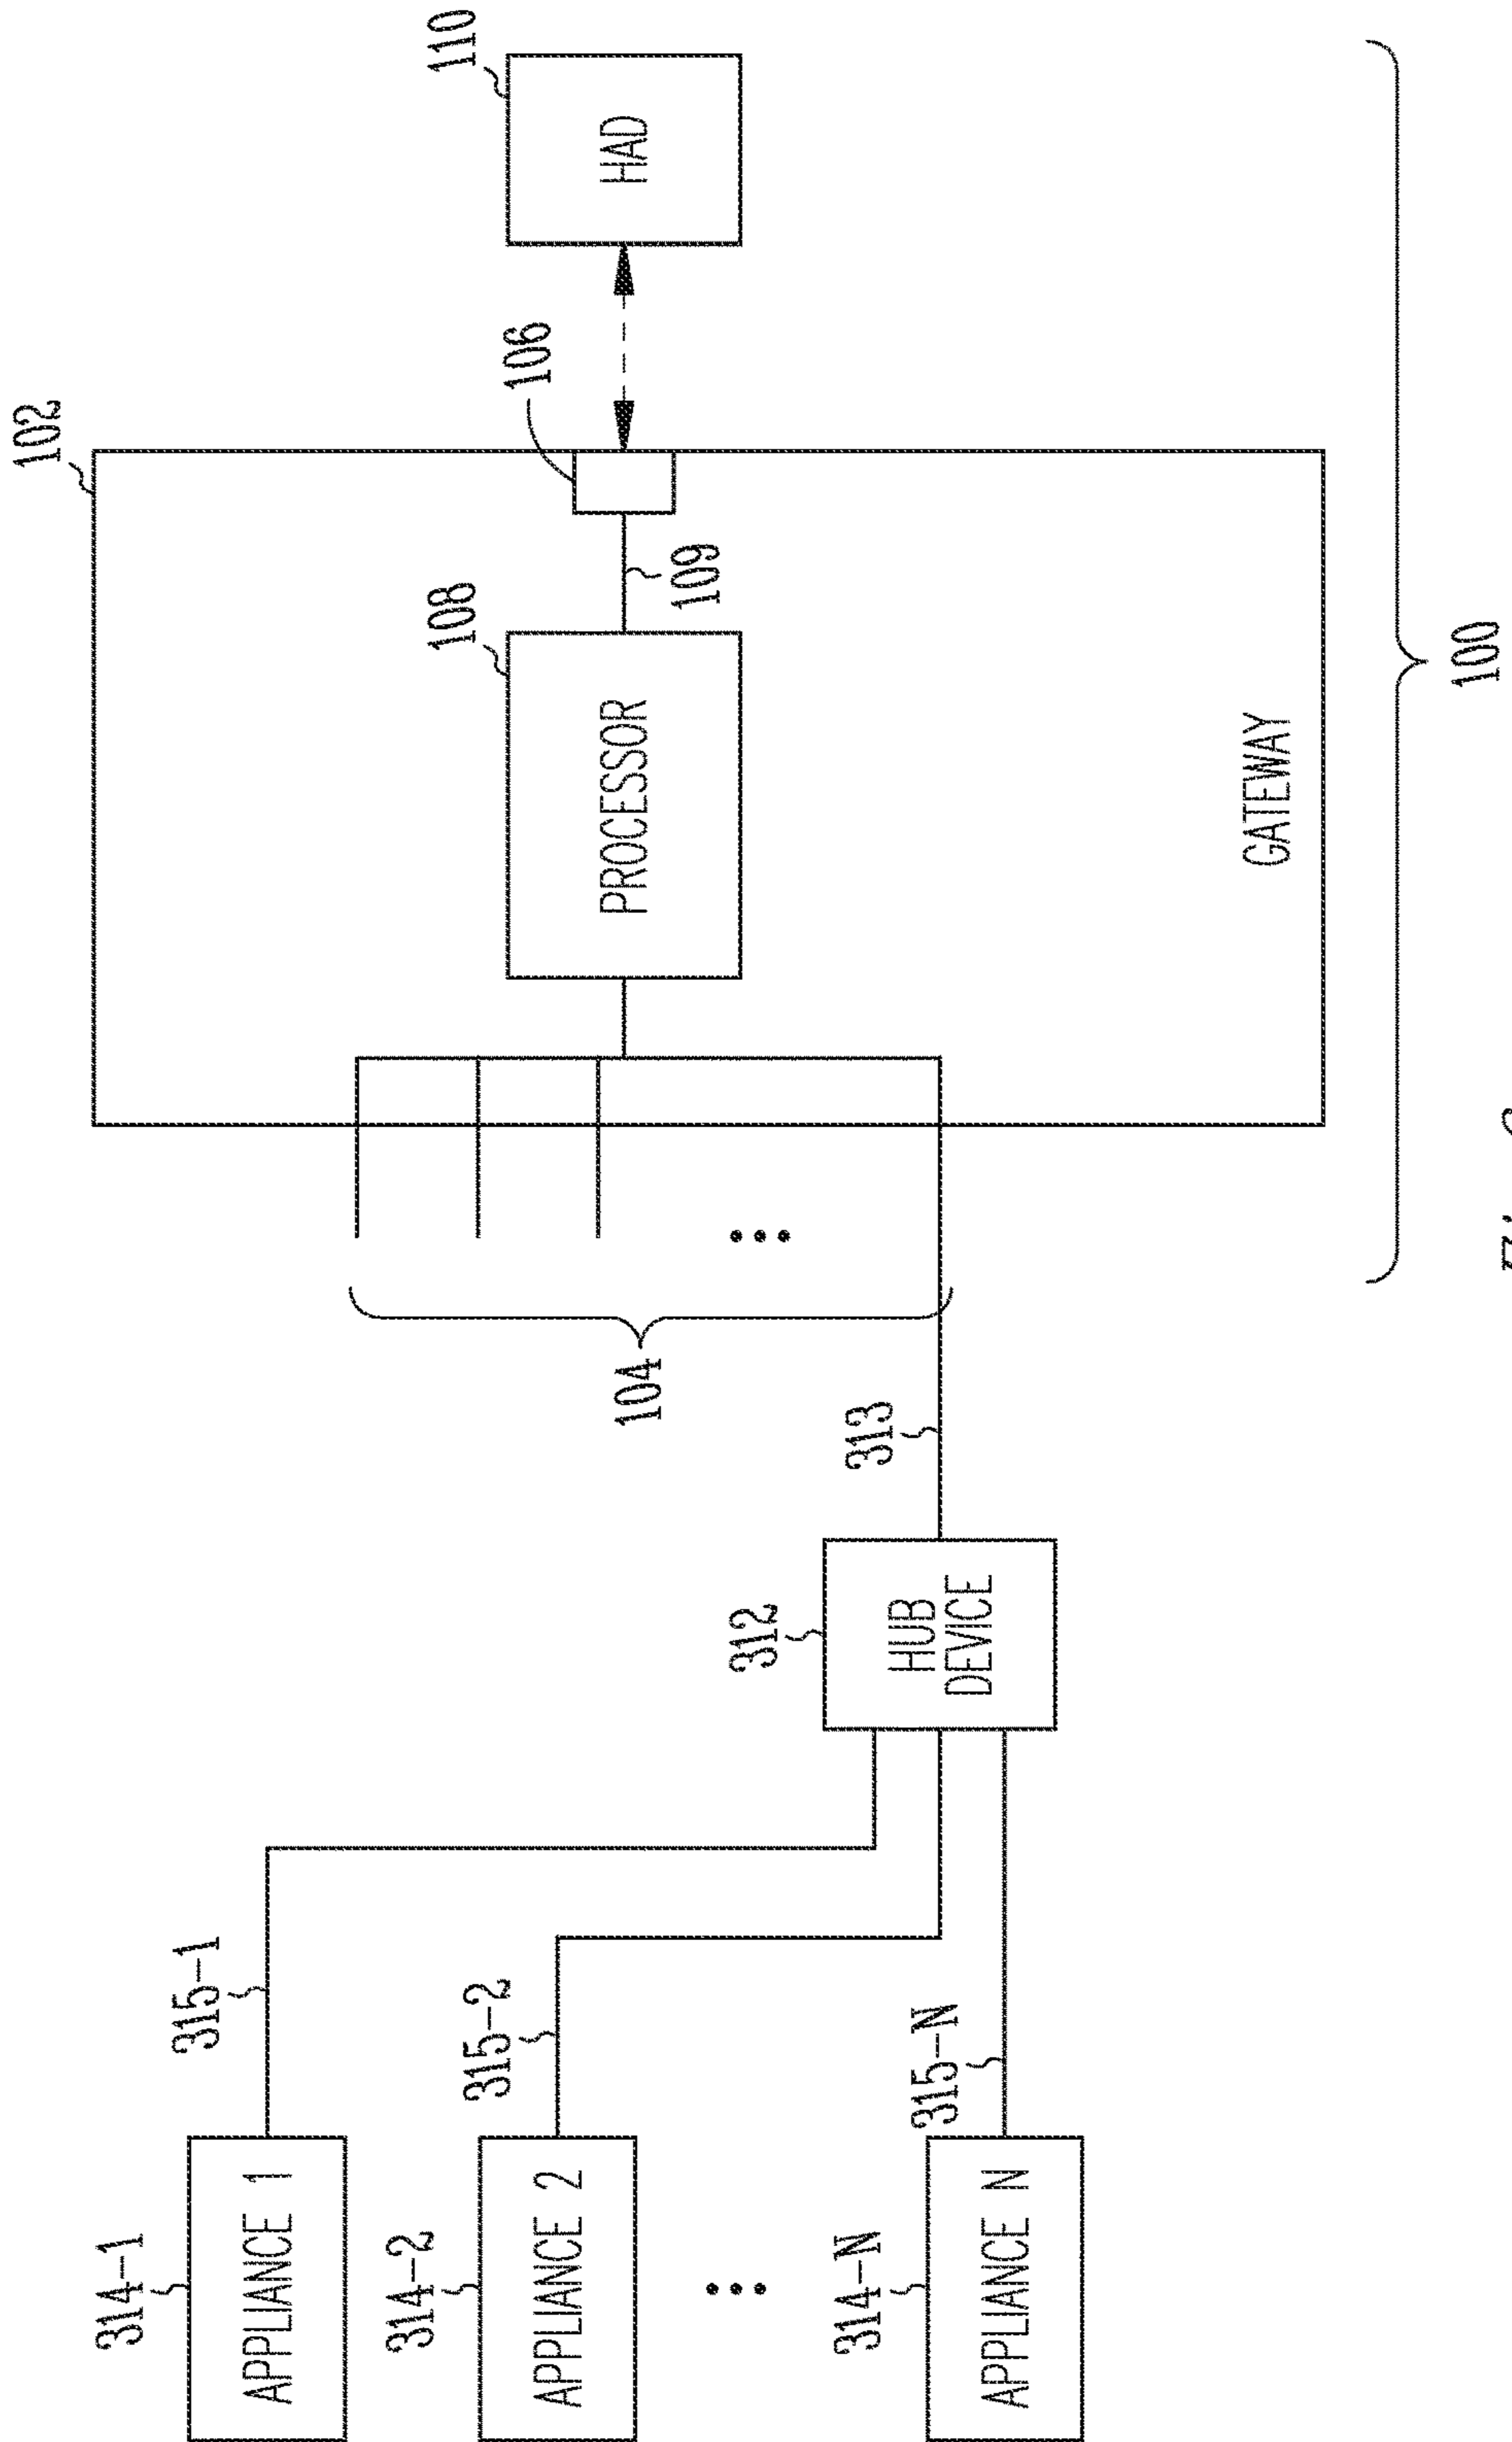 102
110
HAD
106
108
109
PROCESSOR
GATEWAY
100
104
313
312
HUB
DEVICE
315-1
315-2
315-N
314-1
APPLIANCE 1
314-2
APPLIANCE 2
314-N
APPLIANCE N